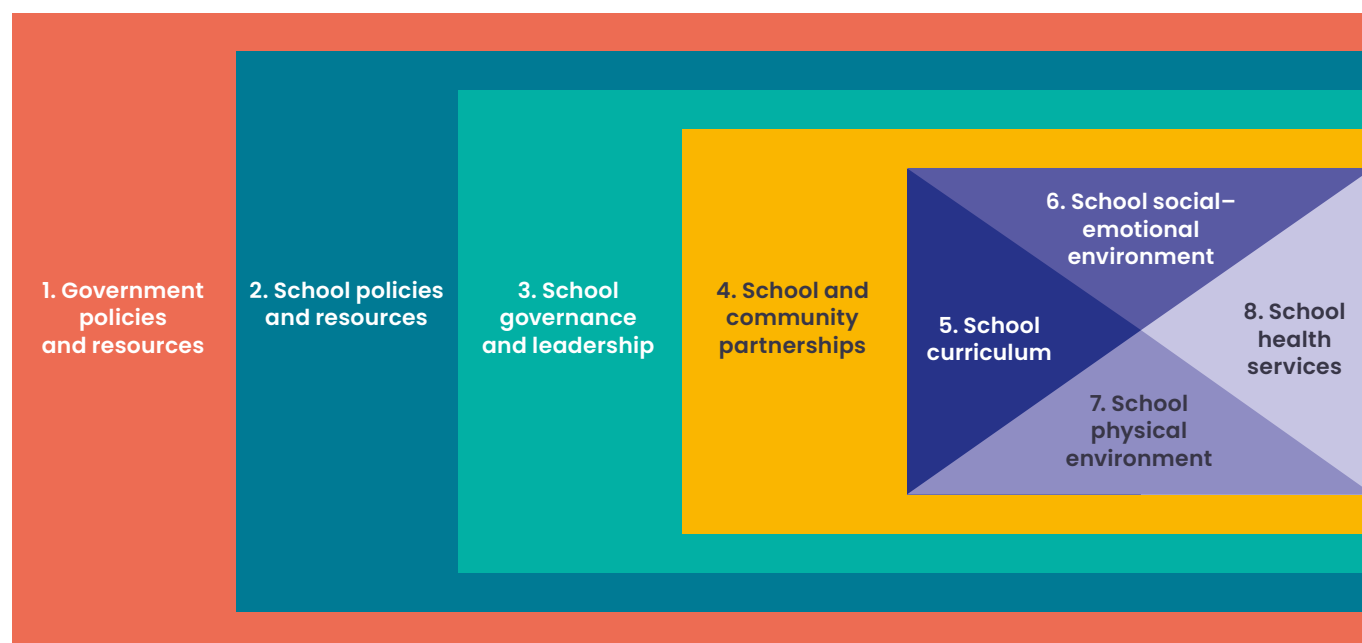 1. Government
policies
and resources
2. School policies
and resources
3. School
governance
and leadership
4. School and
community
partnerships
5. School
curriculum
6. School social–
emotional
environment
7. School
physical
environment
8. School
health
services